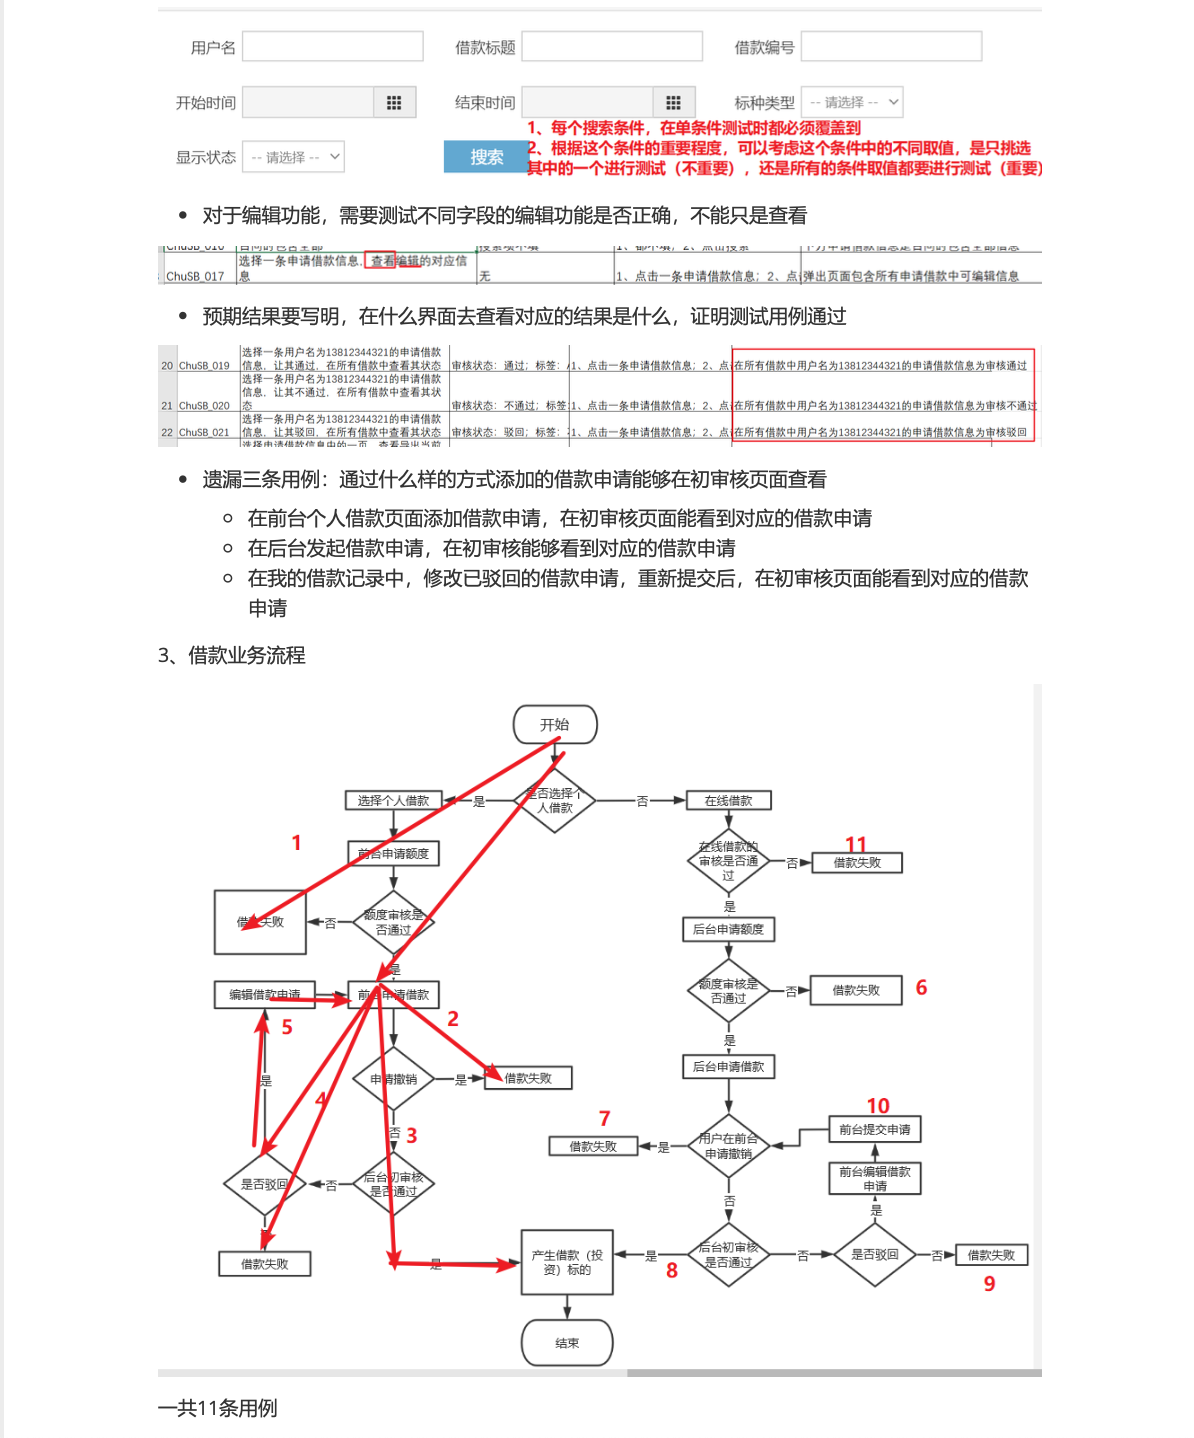 用户名
借款标题
借款编号
开始时间
结束时间
标种类型
-- 请选择 --
显示状态
-- 请选择 --
搜索
1、每个搜索条件，在单条件测试时都必须覆盖到
2、根据这个条件的重要程度，可以考虑这个条件中的不同取值，是只挑选
其中的一个进行测试（不重要），还是所有的条件取值都要进行测试（重要）
对于编辑功能，需要测试不同字段的编辑功能是否正确，不能只是查看
选择一条申请借款信息，查看编辑的对应信
ChuSB_017 息 无 1、点击一条申请借款信息；2、点击 弹出页面包含所有申请借款中可编辑信息
预期结果要写明，在什么界面去查看对应的结果是什么，证明测试用例通过
选择一条用户名为13812344321的申请借款
20 ChuSB_019 信息，让其通过，在所有借款中查看其状态 审核状态：通过；标签： 1、点击一条申请借款信息；2、点击 在所有借款中用户名为13812344321的申请借款信息为审核通过
选择一条用户名为13812344321的申请借款
信息，让其不通过，在所有借款中查看其状
21 ChuSB_020 态 审核状态：不通过；标签： 1、点击一条申请借款信息；2、点击 在所有借款中用户名为13812344321的申请借款信息为审核不通过
选择一条用户名为13812344321的申请借款
22 ChuSB_021 信息，让其驳回，在所有借款中查看其状态 审核状态：驳回；标签： 1、点击一条申请借款信息；2、点击 在所有借款中用户名为13812344321的申请借款信息为审核驳回
遗漏三条用例：通过什么样的方式添加的借款申请能够在初审核页面查看
在前台个人借款页面添加借款申请，在初审核页面能看到对应的借款申请
在后台发起借款申请，在初审核能够看到对应的借款申请
在我的借款记录中，修改已驳回的借款申请，重新提交后，在初审核页面能看到对应的借款
申请
3、借款业务流程
开始
是否选择个
人借款
是
选择个人借款
否
在线借款
1
前台申请额度
在线借款的
审核是否通
过
11
否
借款失败
额度审核是
否通过
否
借款失败
是
是
后台申请额度
编辑借款申请
前台申请借款
额度审核是
否通过
否
借款失败
6
5
2
是
后台申请借款
申请撤销
是
借款失败
是
4
否
3
7
借款失败
是
用户在前台
申请撤销
10
前台提交申请
前台编辑借款
申请
是否驳回
否
后台初审核
是否通过
否
是
借款失败
是
产生借款（投
资）标的
是
8
后台初审核
是否通过
否
是否驳回
否
借款失败
9
结束
一共11条用例